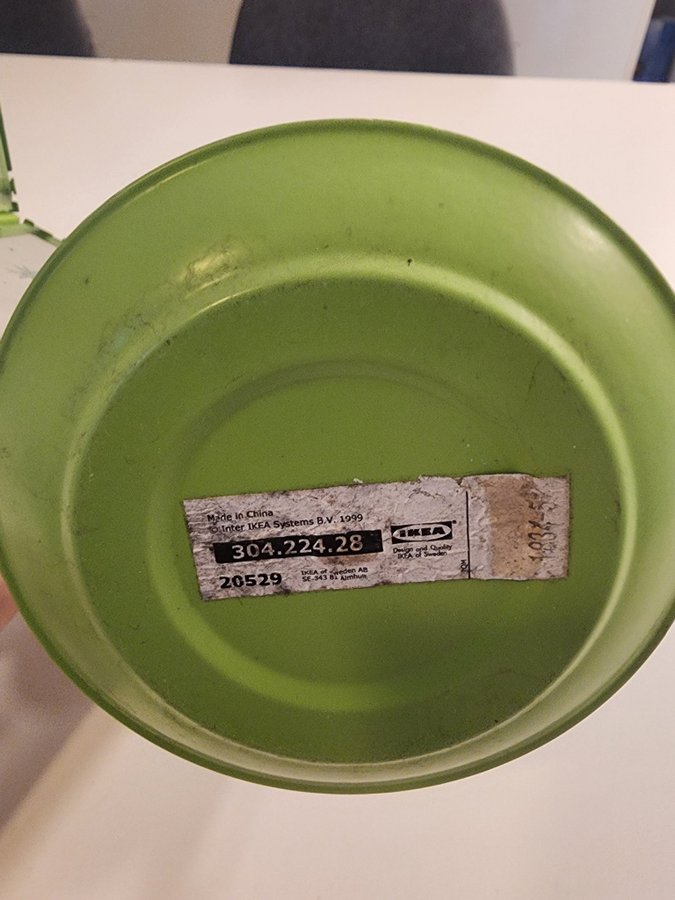 Made in China
© Inter IKEA Systems B.V. 1999
304.224.28
20529
IKEA of Sweden AB
SE-343 81 Älmhult
IKEA®
Design and Quality
IKEA of Sweden